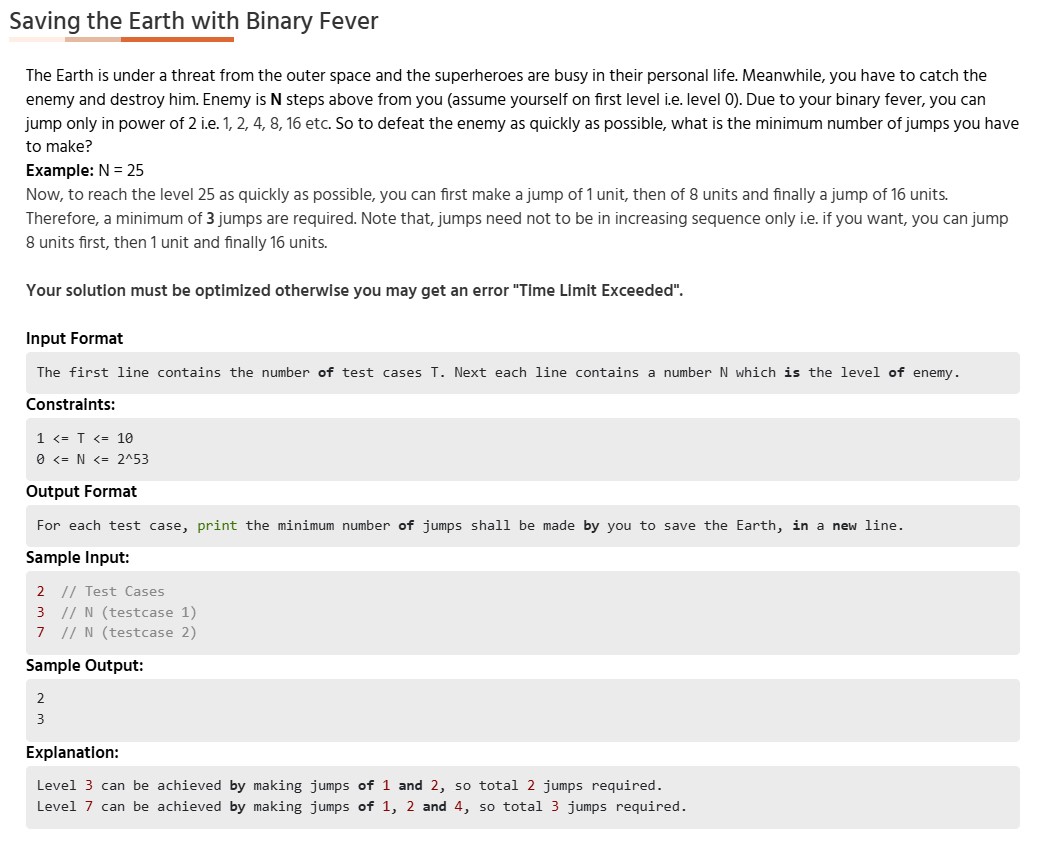 Saving the Earth with Binary Fever
The Earth is under a threat from the outer space and the superheroes are busy in their personal life. Meanwhile, you have to catch the
enemy and destroy him. Enemy is N steps above from you (assume yourself on first level i.e. level 0). Due to your binary fever, you can
jump only in power of 2 i.e. 1, 2, 4, 8, 16 etc. So to defeat the enemy as quickly as possible, what is the minimum number of jumps you have
to make?
Example: N = 25
Now, to reach the level 25 as quickly as possible, you can first make a jump of 1 unit, then of 8 units and finally a jump of 16 units.
Therefore, a minimum of 3 jumps are required. Note that, jumps need not to be in increasing sequence only i.e. if you want, you can jump
8 units first, then 1 unit and finally 16 units.
Your solution must be optimized otherwise you may get an error "Time Limit Exceeded".
Input Format
The first line contains the number of test cases T. Next each line contains a number N which is the level of enemy.
Constraints:
1 <= T <= 10
0 <= N <= 2^53
Output Format
For each test case, print the minimum number of jumps shall be made by you to save the Earth, in a new line.
Sample Input:
2 // Test Cases
3 // N (testcase 1)
7 // N (testcase 2)
Sample Output:
2
3
Explanation:
Level 3 can be achieved by making jumps of 1 and 2, so total 2 jumps required.
Level 7 can be achieved by making jumps of 1, 2 and 4, so total 3 jumps required.